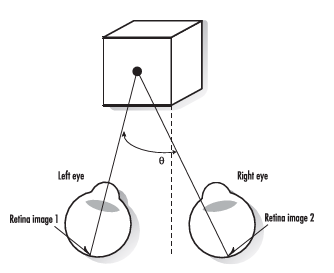 θ
Left eye
Right eye
Retina image 1
Retina image 2